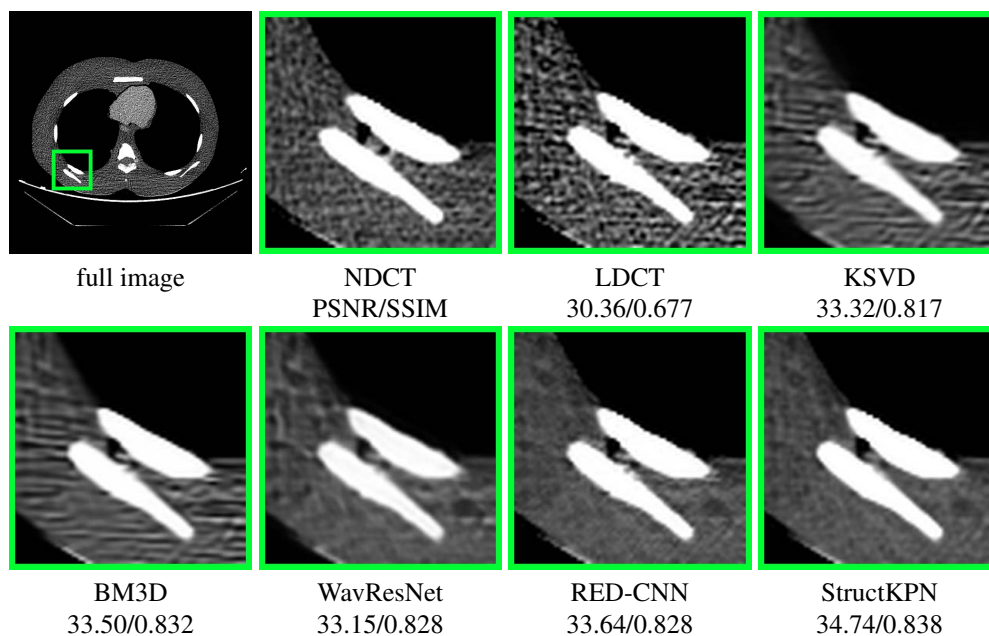 full image
NDCT
PSNR/SSIM
LDCT
30.36/0.677
KSVD
33.32/0.817
BM3D
33.50/0.832
WavResNet
33.15/0.828
RED-CNN
33.64/0.828
StructKPN
34.74/0.838